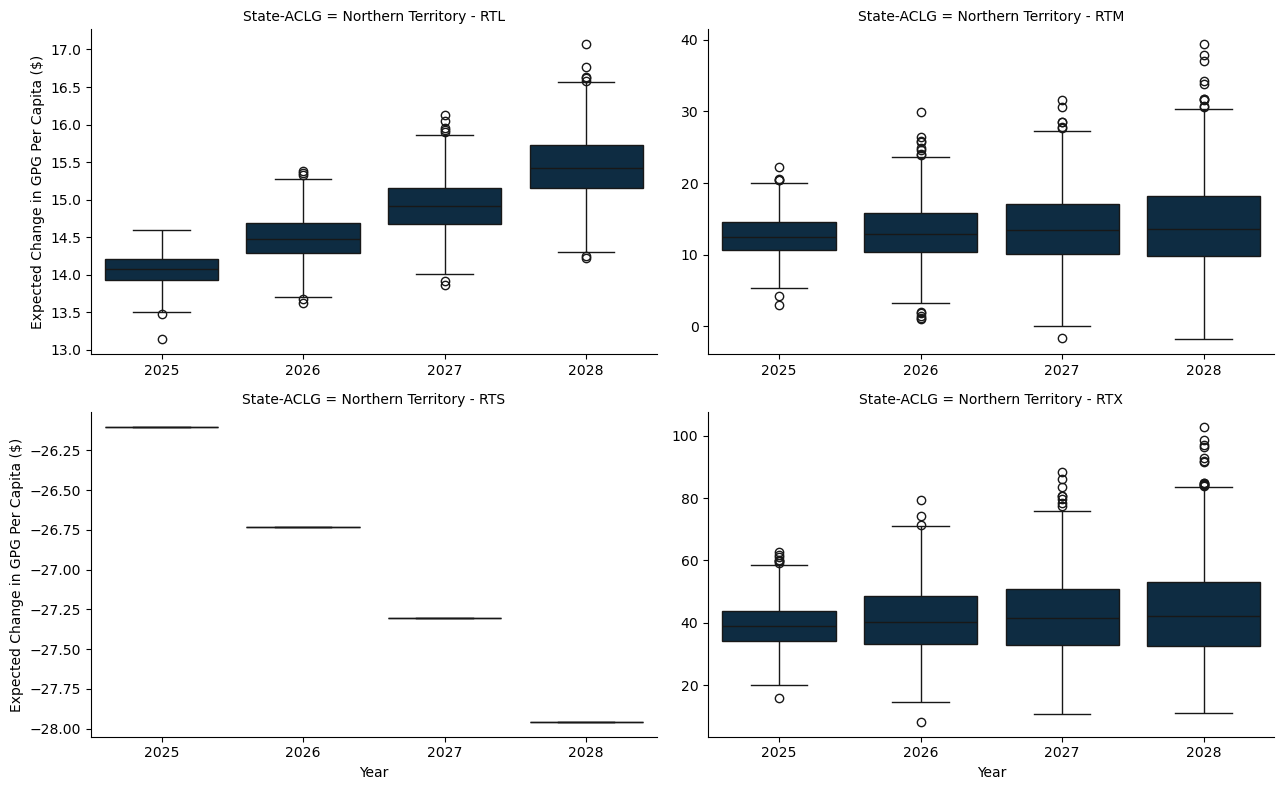 State-ACLG = Northern Territory - RTL
Expected Change in GPG Per Capita ($)
17.0
16.5
16.0
15.5
15.0
14.5
14.0
13.5
13.0
2025 2026 2027 2028
State-ACLG = Northern Territory - RTM
40
30
20
10
0
2025 2026 2027 2028
State-ACLG = Northern Territory - RTS
Expected Change in GPG Per Capita ($)
−26.25
−26.50
−26.75
−27.00
−27.25
−27.50
−27.75
−28.00
2025 2026 2027 2028
Year
State-ACLG = Northern Territory - RTX
100
80
60
40
20
2025 2026 2027 2028
Year